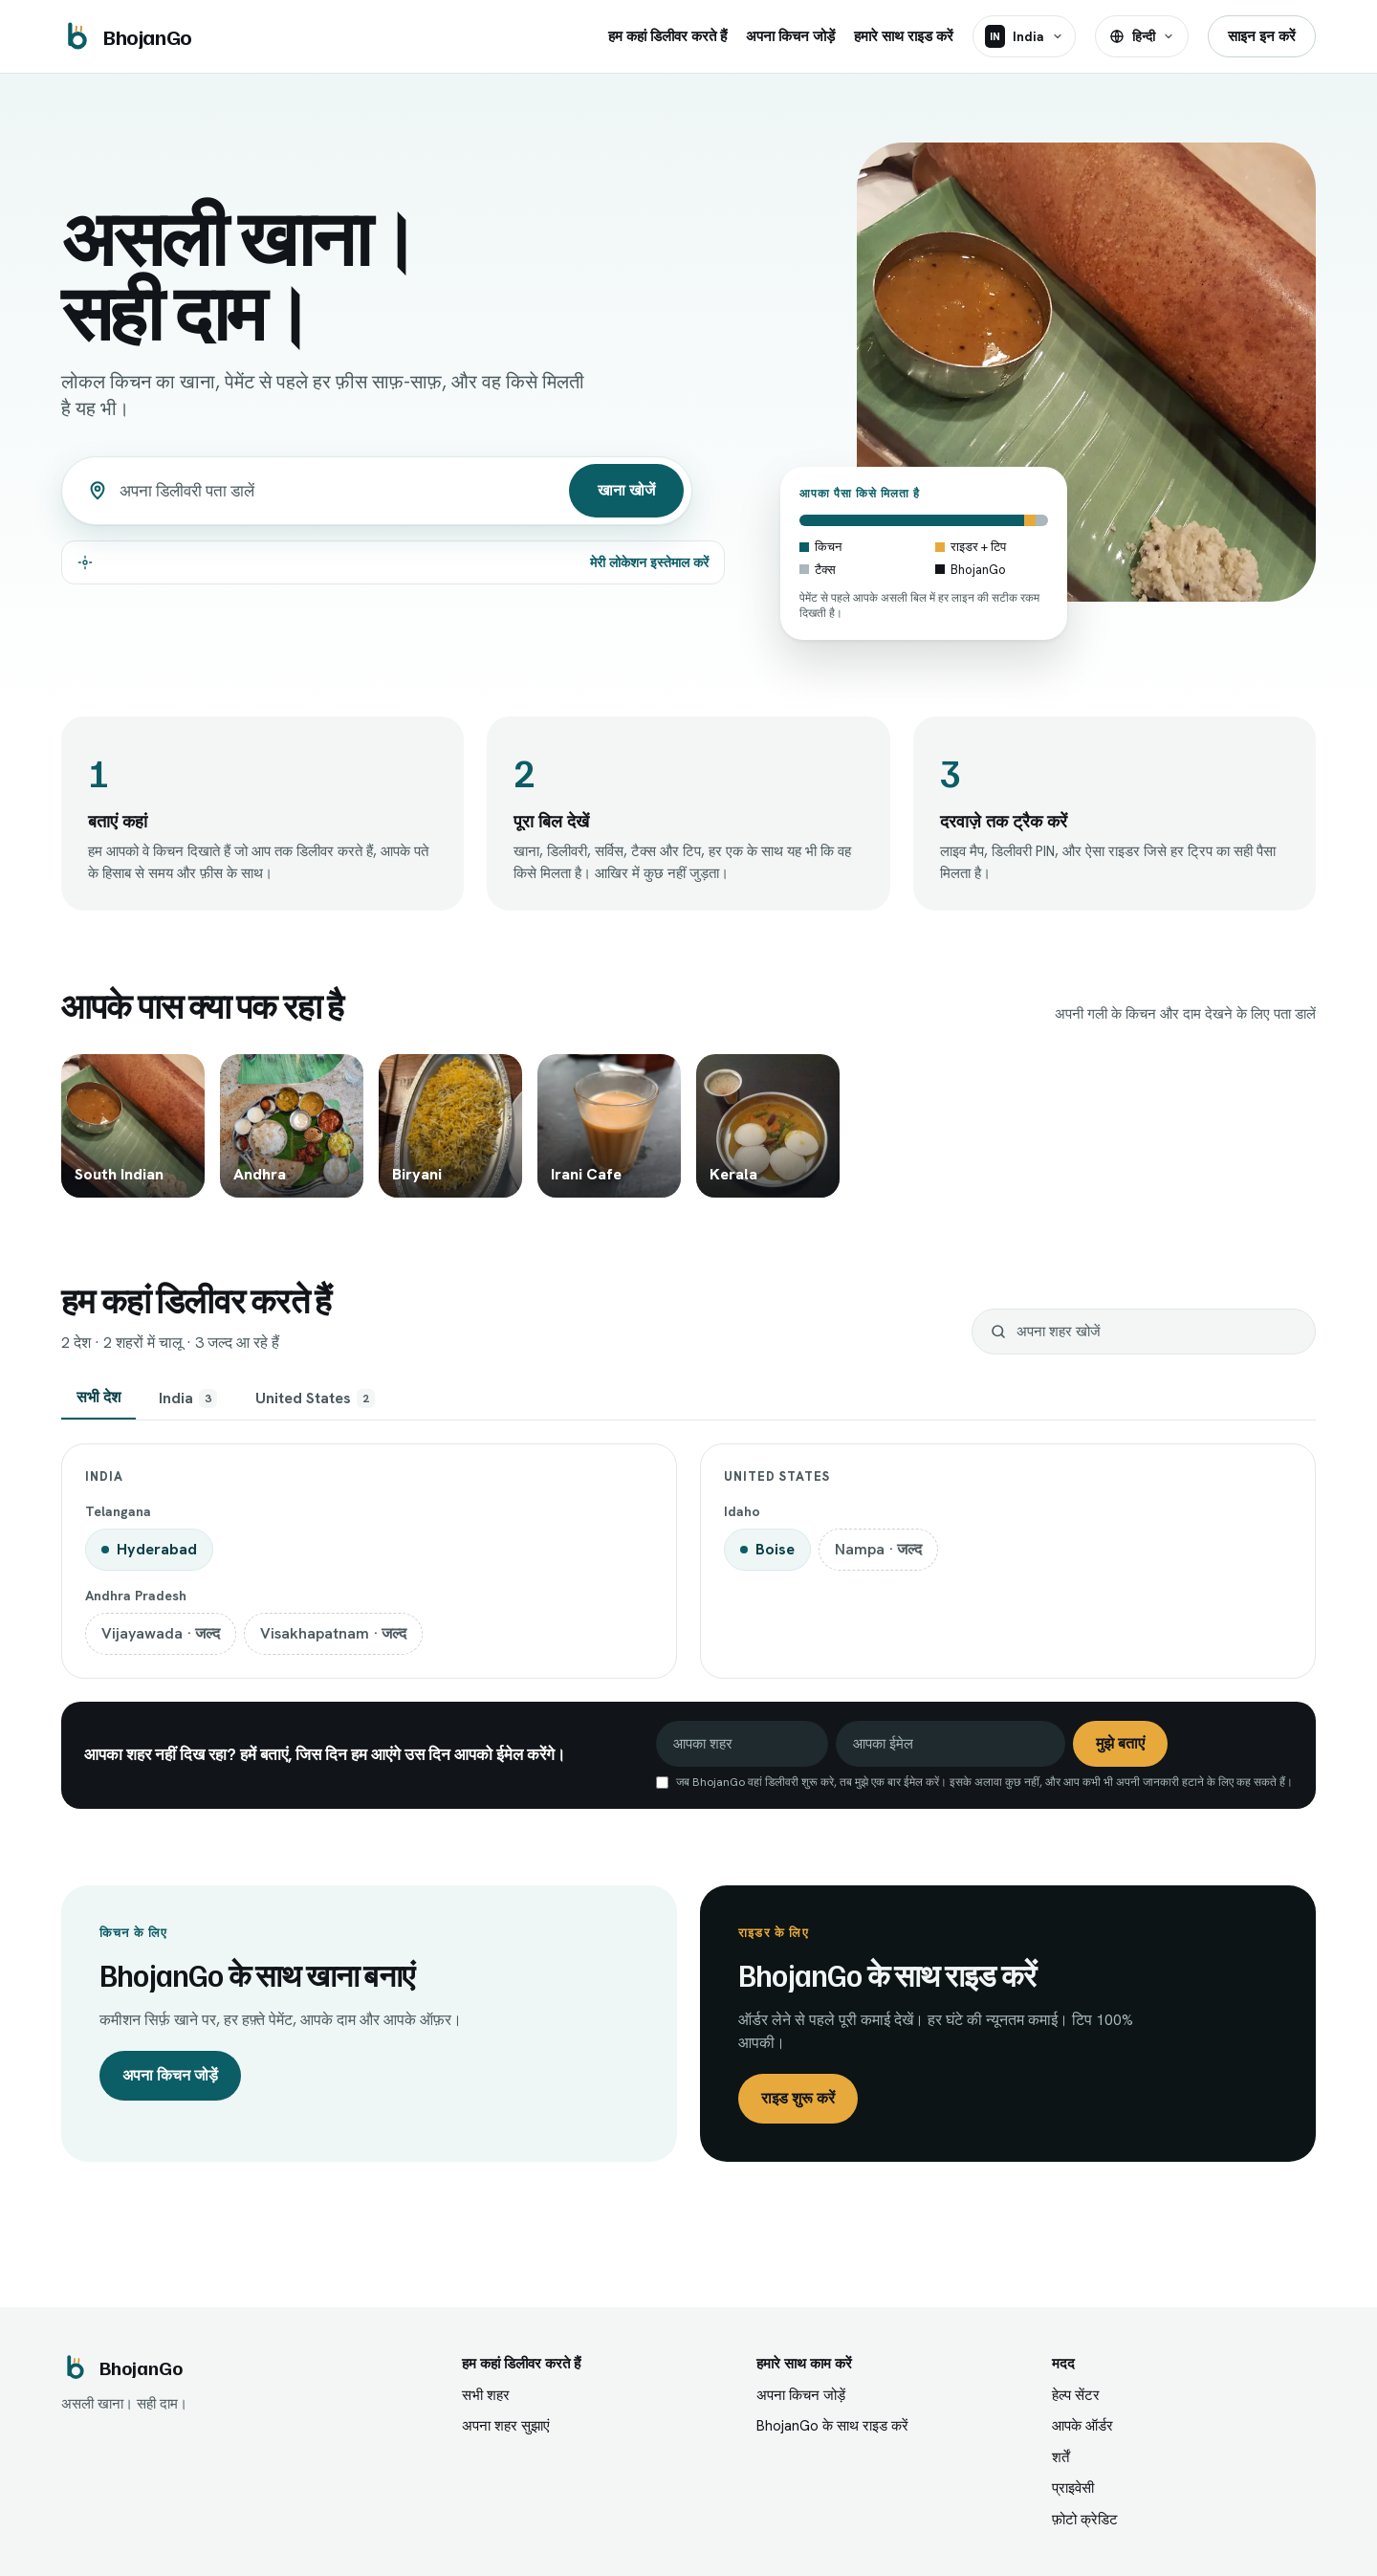 BhojanGo
हम कहां डिलीवर करते हैं
अपना किचन जोड़ें
हमारे साथ राइड करें
IN India
हिन्दी
साइन इन करें
असली खाना।
सही दाम।
लोकल किचन का खाना, पेमेंट से पहले हर फ़ीस साफ़-साफ़, और वह किसे मिलती
है यह भी।
अपना डिलीवरी पता डालें
खाना खोजें
मेरी लोकेशन इस्तेमाल करें
आपका पैसा किसे मिलता है
किचन
राइडर + टिप
टैक्स
BhojanGo
पेमेंट से पहले आपके असली बिल में हर लाइन की सटीक रकम
दिखती है।
1
बताएं कहां
हम आपको वे किचन दिखाते हैं जो आप तक डिलीवर करते हैं, आपके पते
के हिसाब से समय और फ़ीस के साथ।
2
पूरा बिल देखें
खाना, डिलीवरी, सर्विस, टैक्स और टिप, हर एक के साथ यह भी कि वह
किसे मिलता है। आखिर में कुछ नहीं जुड़ता।
3
दरवाज़े तक ट्रैक करें
लाइव मैप, डिलीवरी PIN, और ऐसा राइडर जिसे हर ट्रिप का सही पैसा
मिलता है।
आपके पास क्या पक रहा है
अपनी गली के किचन और दाम देखने के लिए पता डालें
South Indian
Andhra
Biryani
Irani Cafe
Kerala
हम कहां डिलीवर करते हैं
2 देश · 2 शहरों में चालू · 3 जल्द आ रहे हैं
अपना शहर खोजें
सभी देश
India 3
United States 2
INDIA
Telangana
Hyderabad
Andhra Pradesh
Vijayawada · जल्द
Visakhapatnam · जल्द
UNITED STATES
Idaho
Boise
Nampa · जल्द
आपका शहर नहीं दिख रहा? हमें बताएं, जिस दिन हम आएंगे उस दिन आपको ईमेल करेंगे।
आपका शहर
आपका ईमेल
मुझे बताएं
जब BhojanGo वहां डिलीवरी शुरू करे, तब मुझे एक बार ईमेल करें। इसके अलावा कुछ नहीं, और आप कभी भी अपनी जानकारी हटाने के लिए कह सकते हैं।
किचन के लिए
BhojanGo के साथ खाना बनाएं
कमीशन सिर्फ़ खाने पर, हर हफ़्ते पेमेंट, आपके दाम और आपके ऑफ़र।
अपना किचन जोड़ें
राइडर के लिए
BhojanGo के साथ राइड करें
ऑर्डर लेने से पहले पूरी कमाई देखें। हर घंटे की न्यूनतम कमाई। टिप 100%
आपकी।
राइड शुरू करें
BhojanGo
असली खाना। सही दाम।
हम कहां डिलीवर करते हैं
सभी शहर
अपना शहर सुझाएं
हमारे साथ काम करें
अपना किचन जोड़ें
BhojanGo के साथ राइड करें
मदद
हेल्प सेंटर
आपके ऑर्डर
शर्तें
प्राइवेसी
फ़ोटो क्रेडिट